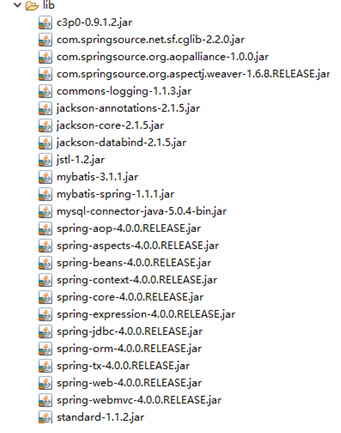 lib
c3p0-0.9.1.2.jar
com.springsource.net.sf.cglib-2.2.0.jar
com.springsource.org.aopalliance-1.0.0.jar
com.springsource.org.aspectj.weaver-1.6.8.RELEASE.jar
commons-logging-1.1.3.jar
jackson-annotations-2.1.5.jar
jackson-core-2.1.5.jar
jackson-databind-2.1.5.jar
jstl-1.2.jar
mybatis-3.1.1.jar
mybatis-spring-1.1.1.jar
mysql-connector-java-5.0.4-bin.jar
spring-aop-4.0.0.RELEASE.jar
spring-aspects-4.0.0.RELEASE.jar
spring-beans-4.0.0.RELEASE.jar
spring-context-4.0.0.RELEASE.jar
spring-core-4.0.0.RELEASE.jar
spring-expression-4.0.0.RELEASE.jar
spring-jdbc-4.0.0.RELEASE.jar
spring-orm-4.0.0.RELEASE.jar
spring-tx-4.0.0.RELEASE.jar
spring-web-4.0.0.RELEASE.jar
spring-webmvc-4.0.0.RELEASE.jar
standard-1.1.2.jar